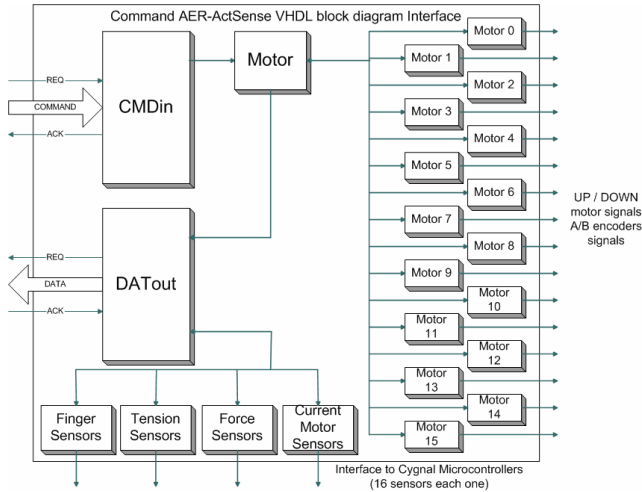 Command AER-ActSense VHDL block diagram Interface
REQ
COMMAND
ACK
CMDin
Motor
Motor 0
Motor 1
Motor 2
Motor 3
Motor 4
Motor 5
Motor 6
Motor 7
Motor 8
Motor 9
Motor
10
Motor
11
Motor
12
Motor
13
Motor
14
Motor
15
UP / DOWN
motor signals
A/B encoders
signals
REQ
DATA
ACK
DATout
Finger
Sensors
Tension
Sensors
Force
Sensors
Current
Motor
Sensors
Interface to Cygnal Microcontrollers
(16 sensors each one)